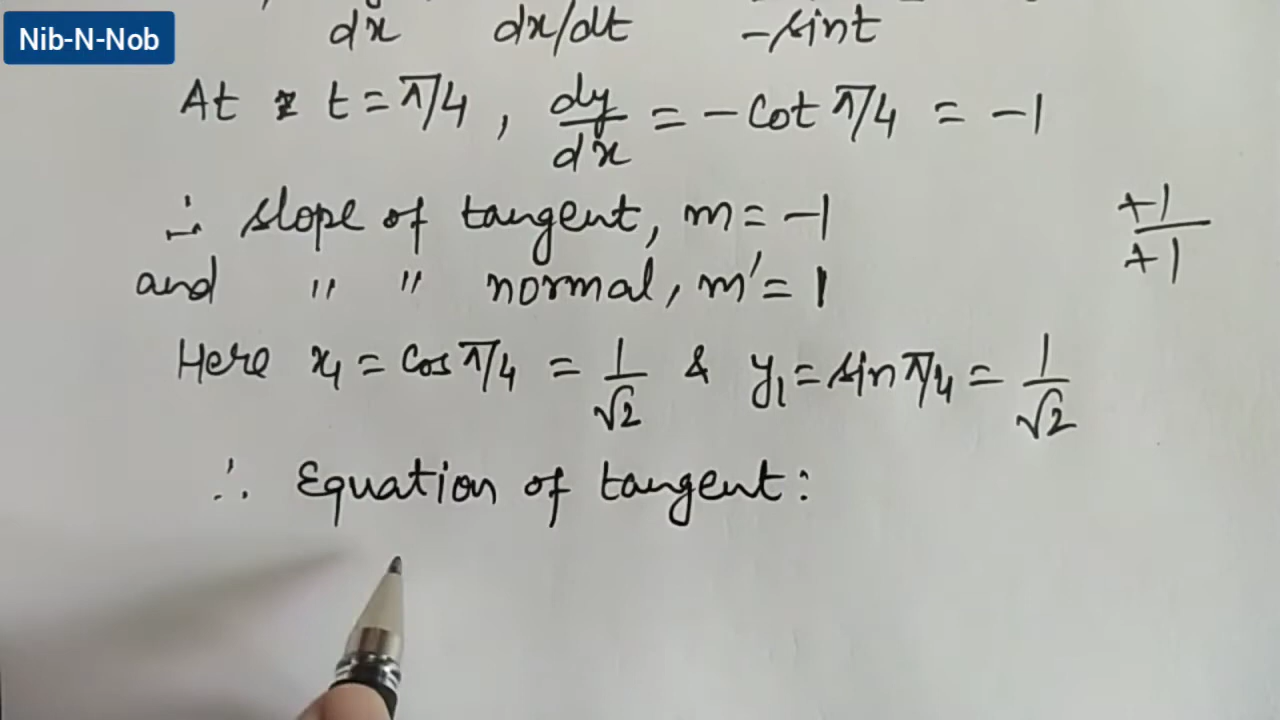 Nib-N-Nob
dx dx/dt -sint
At t = π/4 , dy/dx = -cot π/4 = -1
∴ slope of tangent, m = -1
+1/+1
and " " normal, m' = 1
Here x₁ = cos π/4 = 1/√2 & y₁ = sin π/4 = 1/√2
∴ Equation of tangent: